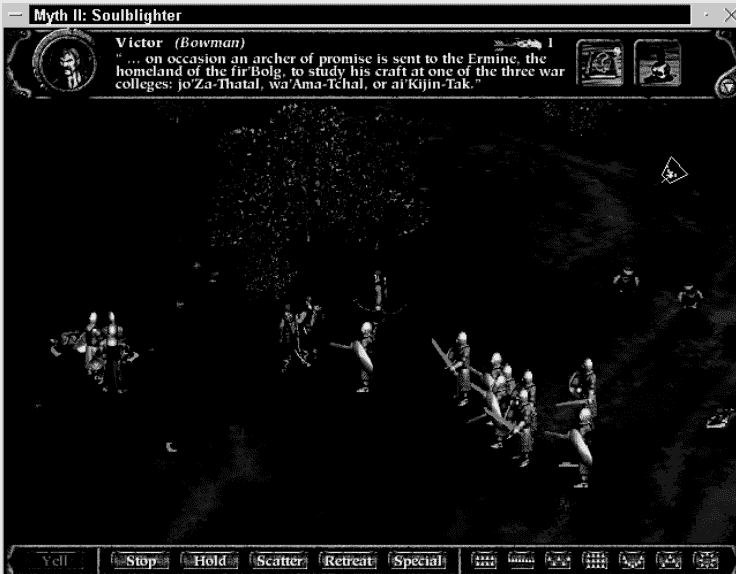 Myth II: Soulblighter
Victor (Bowman)
1
" ... on occasion an archer of promise is sent to the Ermine, the
homeland of the fir'Bolg, to study his craft at one of the three war
colleges: jo'Za-Thatal, wa'Ama-Tchal, or ai'Kijin-Tak."
Yell Stop Hold Scatter Retreat Special